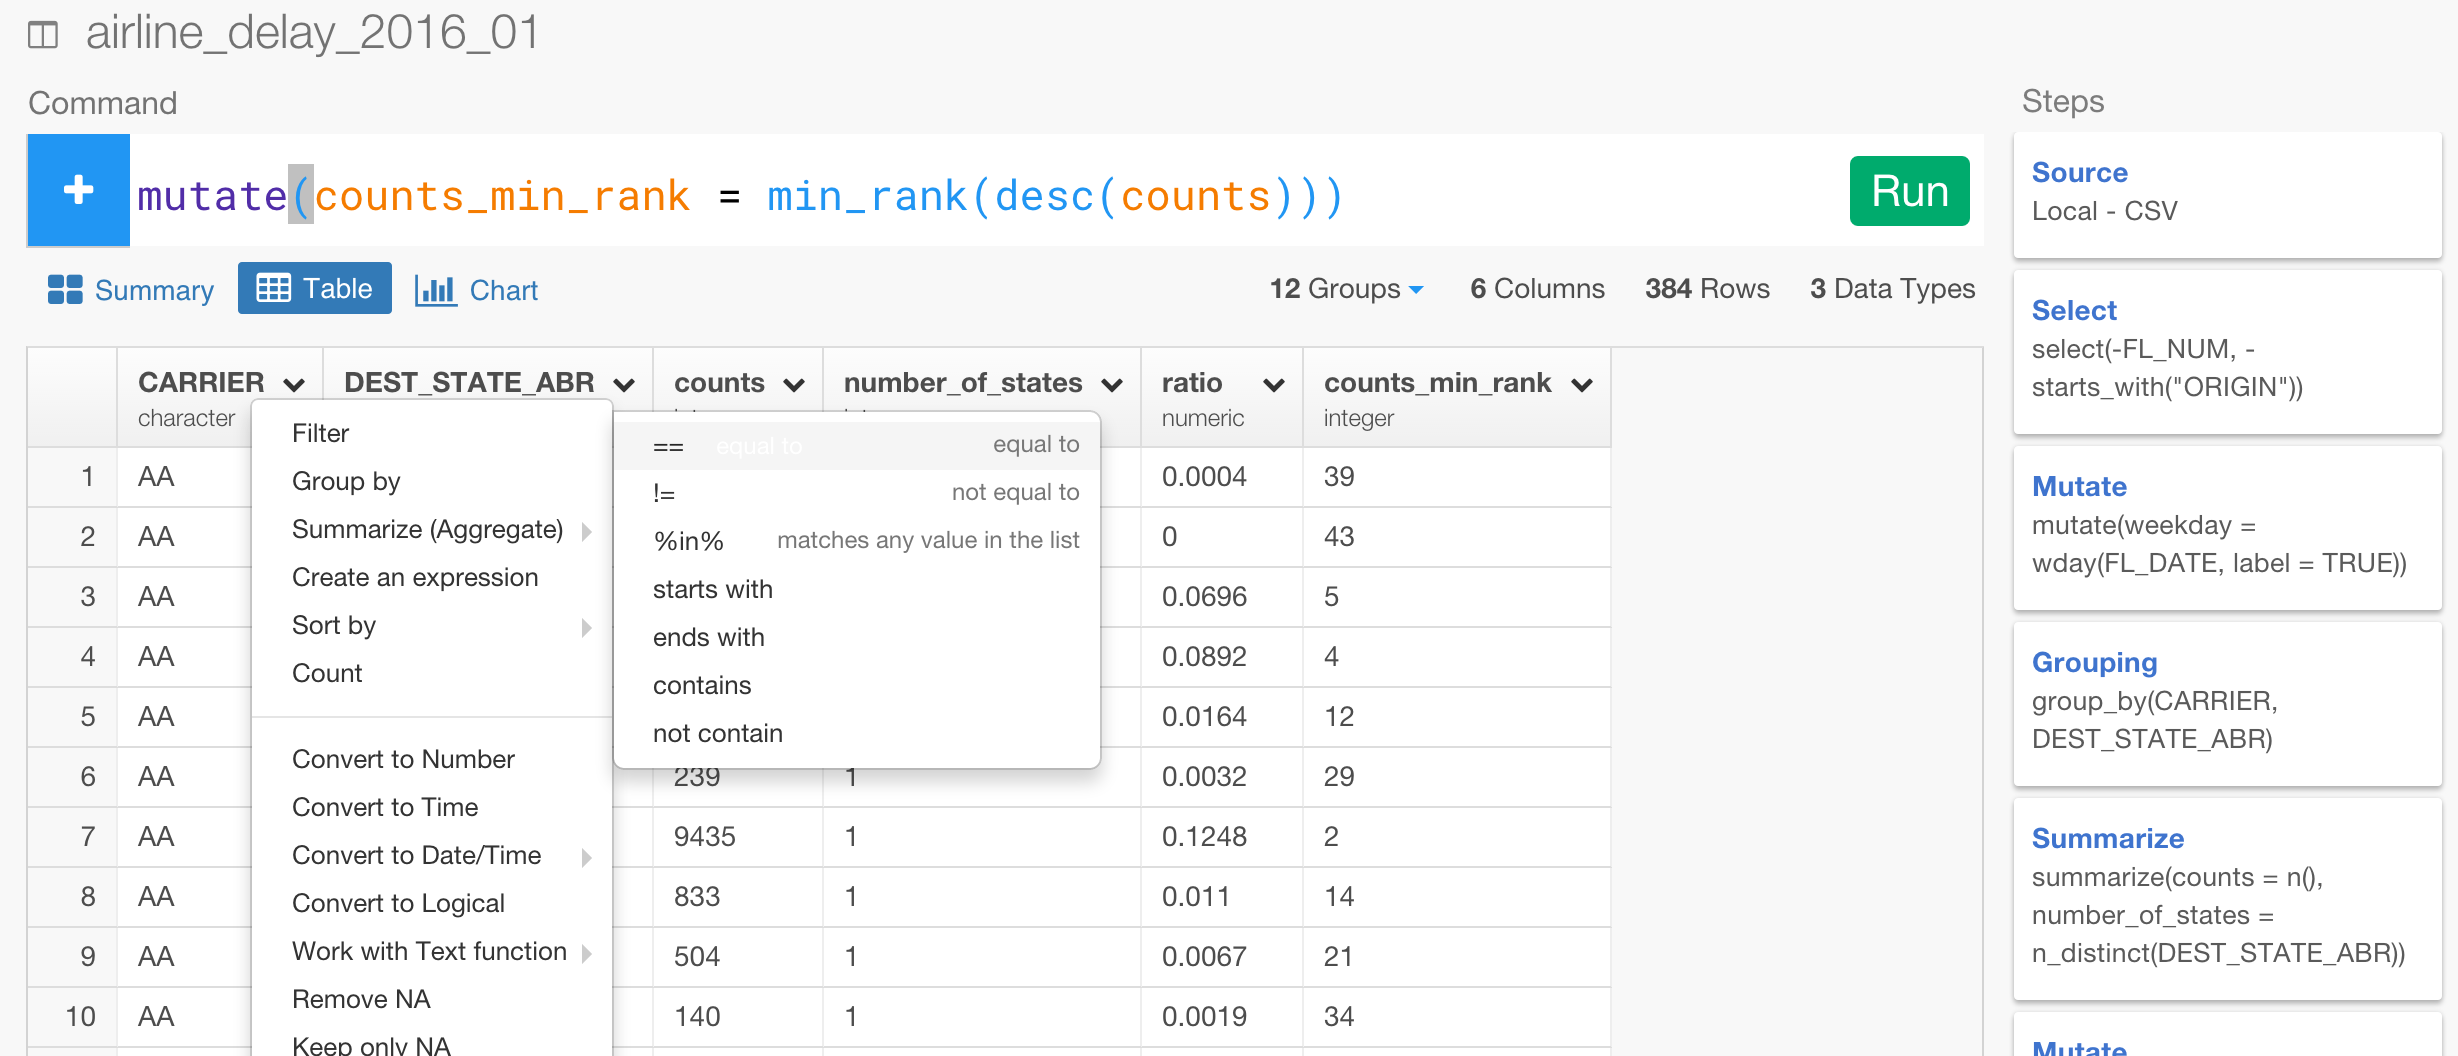 airline_delay_2016_01
Command
Steps
+ mutate(counts_min_rank = min_rank(desc(counts)))
Run
Summary
Table
Chart
12 Groups
6 Columns
384 Rows
3 Data Types
CARRIER
character
DEST_STATE_ABR
counts
number_of_states
ratio
numeric
counts_min_rank
integer
1 AA 0.0004 39
2 AA 0 43
3 AA 0.0696 5
4 AA 0.0892 4
5 AA 0.0164 12
6 AA 239 1 0.0032 29
7 AA 9435 1 0.1248 2
8 AA 833 1 0.011 14
9 AA 504 1 0.0067 21
10 AA 140 1 0.0019 34
Filter
Group by
Summarize (Aggregate)
Create an expression
Sort by
Count
Convert to Number
Convert to Time
Convert to Date/Time
Convert to Logical
Work with Text function
Remove NA
Keep only NA
== equal to equal to
!= not equal to
%in% matches any value in the list
starts with
ends with
contains
not contain
Source
Local - CSV
Select
select(-FL_NUM, -
starts_with("ORIGIN"))
Mutate
mutate(weekday =
wday(FL_DATE, label = TRUE))
Grouping
group_by(CARRIER,
DEST_STATE_ABR)
Summarize
summarize(counts = n(),
number_of_states =
n_distinct(DEST_STATE_ABR))
Mutate